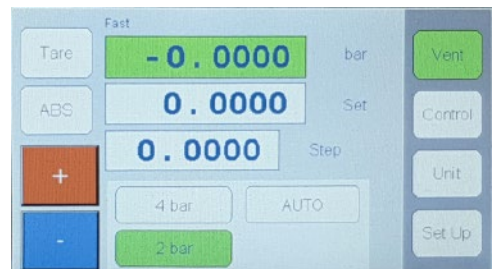 Fast
Tare -0.0000 bar Vent
ABS 0.0000 Set Control
0.0000 Step
+ Unit
4 bar AUTO
- 2 bar Set Up